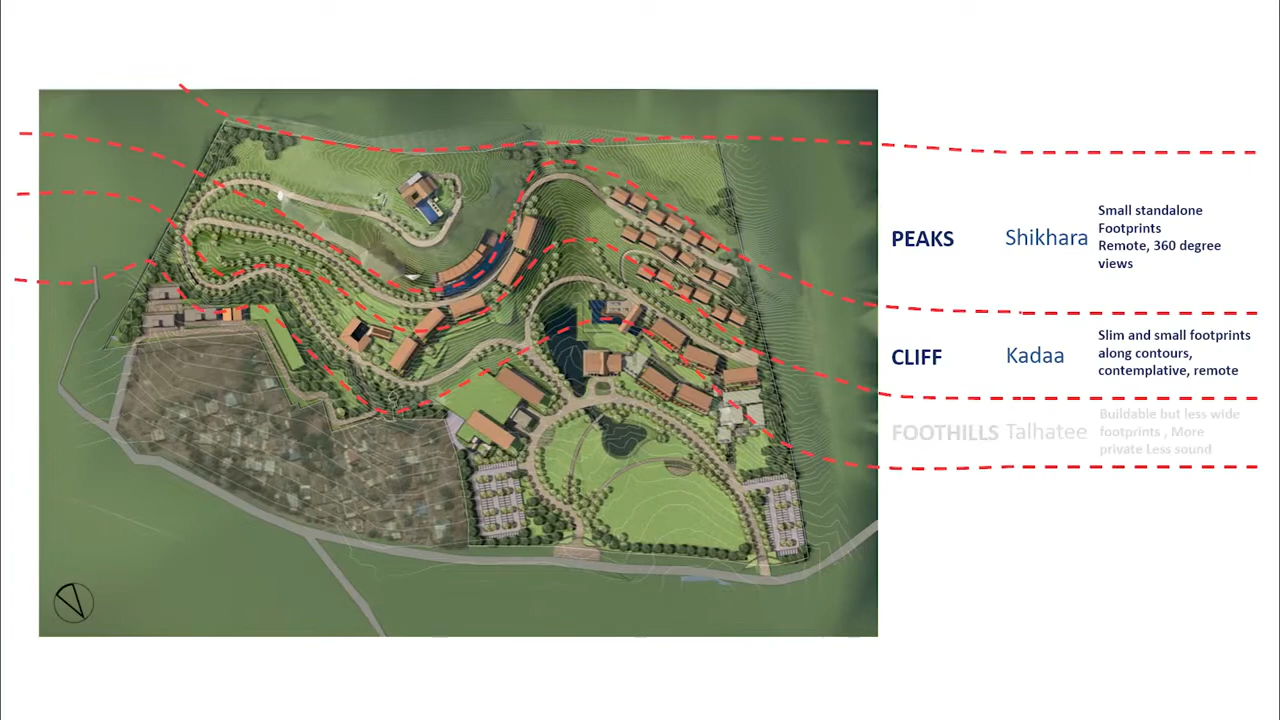 PEAKS
Shikhara
Small standalone
Footprints
Remote, 360 degree
views
CLIFF
Kadaa
Slim and small footprints
along contours,
contemplative, remote
FOOTHILLS
Talhatee
Buildable but less wide
footprints , More
private Less sound